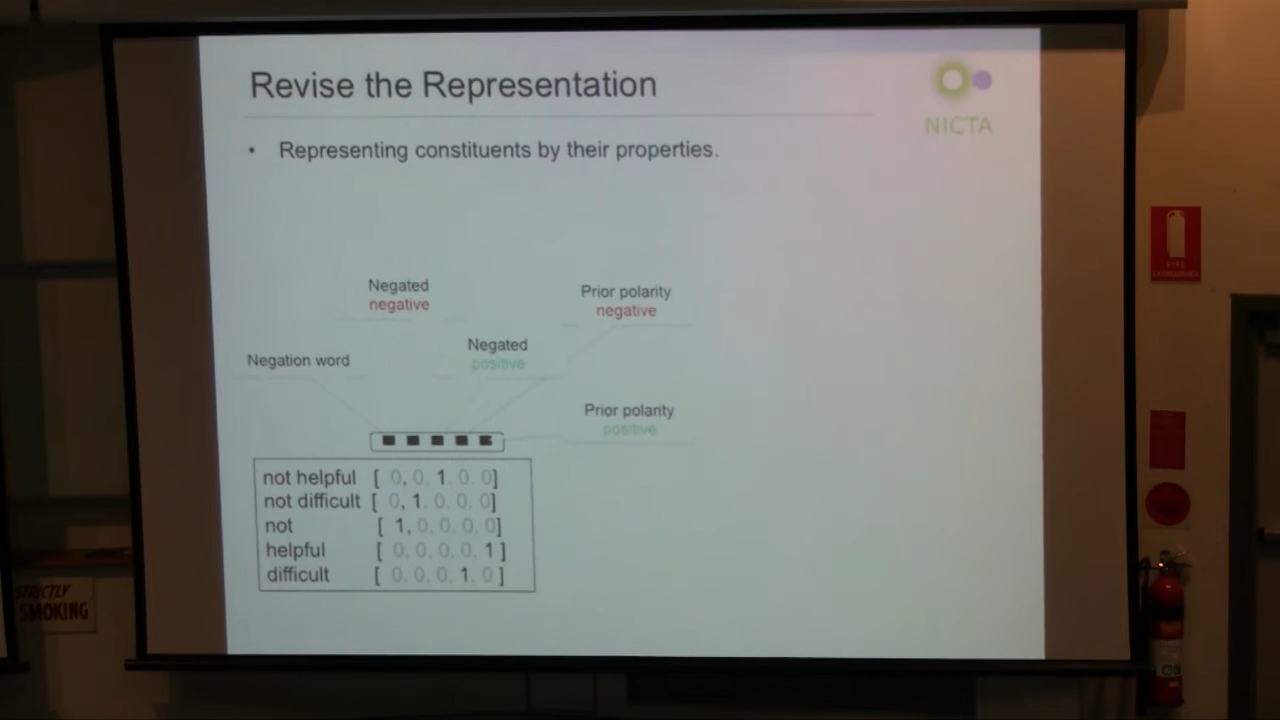 Revise the Representation
NICTA
• Representing constituents by their properties.
Negated
negative
Prior polarity
negative
Negated
positive
Negation word
Prior polarity
positive
not helpful [ 0, 0, 1, 0, 0]
not difficult [ 0, 1, 0, 0, 0]
not [ 1, 0, 0, 0, 0]
helpful [ 0, 0, 0, 0, 1 ]
difficult [ 0, 0, 0, 1, 0 ]
FIRE
EXTINGUISHER
STRICTLY
SMOKING